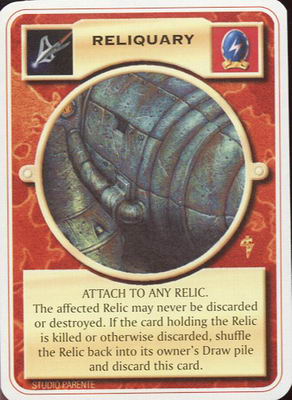 RELIQUARY
ATTACH TO ANY RELIC.
The affected Relic may never be discarded
or destroyed. If the card holding the Relic
is killed or otherwise discarded, shuffle
the Relic back into its owner's Draw pile
and discard this card.
STUDIO PARENTE